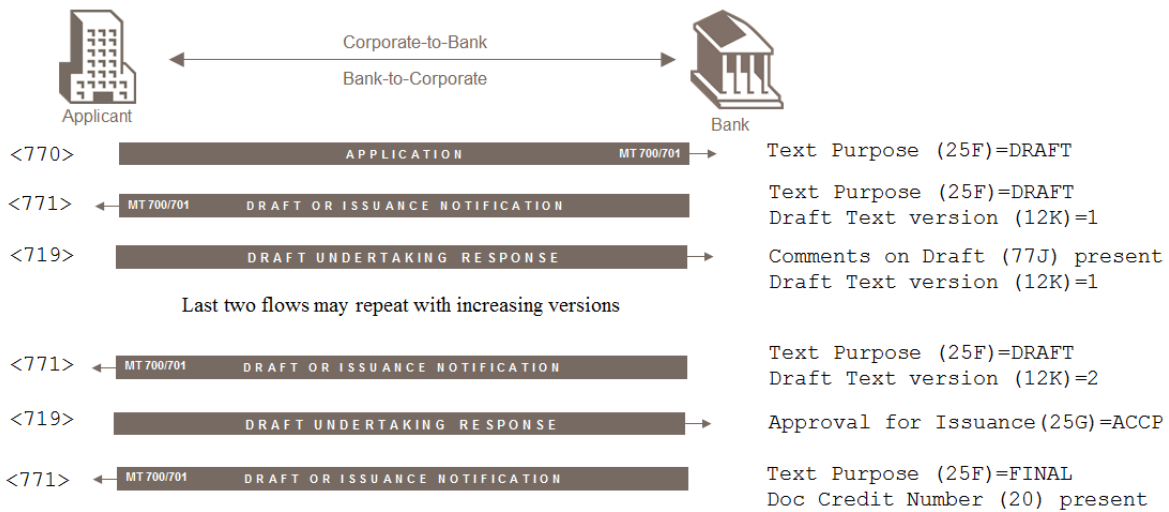 Corporate-to-Bank
Bank-to-Corporate
Applicant
Bank
<770>
APPLICATION
MT 700/701
Text Purpose (25F)=DRAFT
<771>
MT 700/701
DRAFT OR ISSUANCE NOTIFICATION
Text Purpose (25F)=DRAFT
Draft Text version (12K)=1
<719>
DRAFT UNDERTAKING RESPONSE
Comments on Draft (77J) present
Draft Text version (12K)=1
Last two flows may repeat with increasing versions
<771>
MT 700/701
DRAFT OR ISSUANCE NOTIFICATION
Text Purpose (25F)=DRAFT
Draft Text version (12K)=2
<719>
DRAFT UNDERTAKING RESPONSE
Approval for Issuance(25G)=ACCP
<771>
MT 700/701
DRAFT OR ISSUANCE NOTIFICATION
Text Purpose (25F)=FINAL
Doc Credit Number (20) present